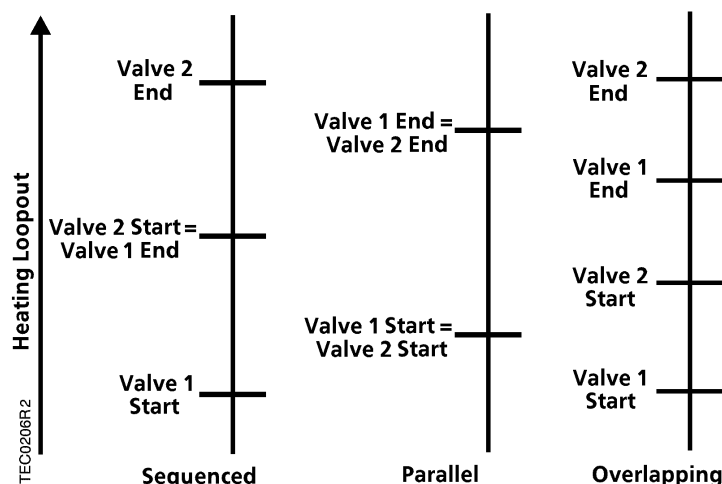 Heating Loopout
TEC0206R2
Valve 2
End
Valve 2 Start =
Valve 1 End
Valve 1
Start
Sequenced
Valve 1 End =
Valve 2 End
Valve 1 Start =
Valve 2 Start
Parallel
Valve 2
End
Valve 1
End
Valve 2
Start
Valve 1
Start
Overlapping